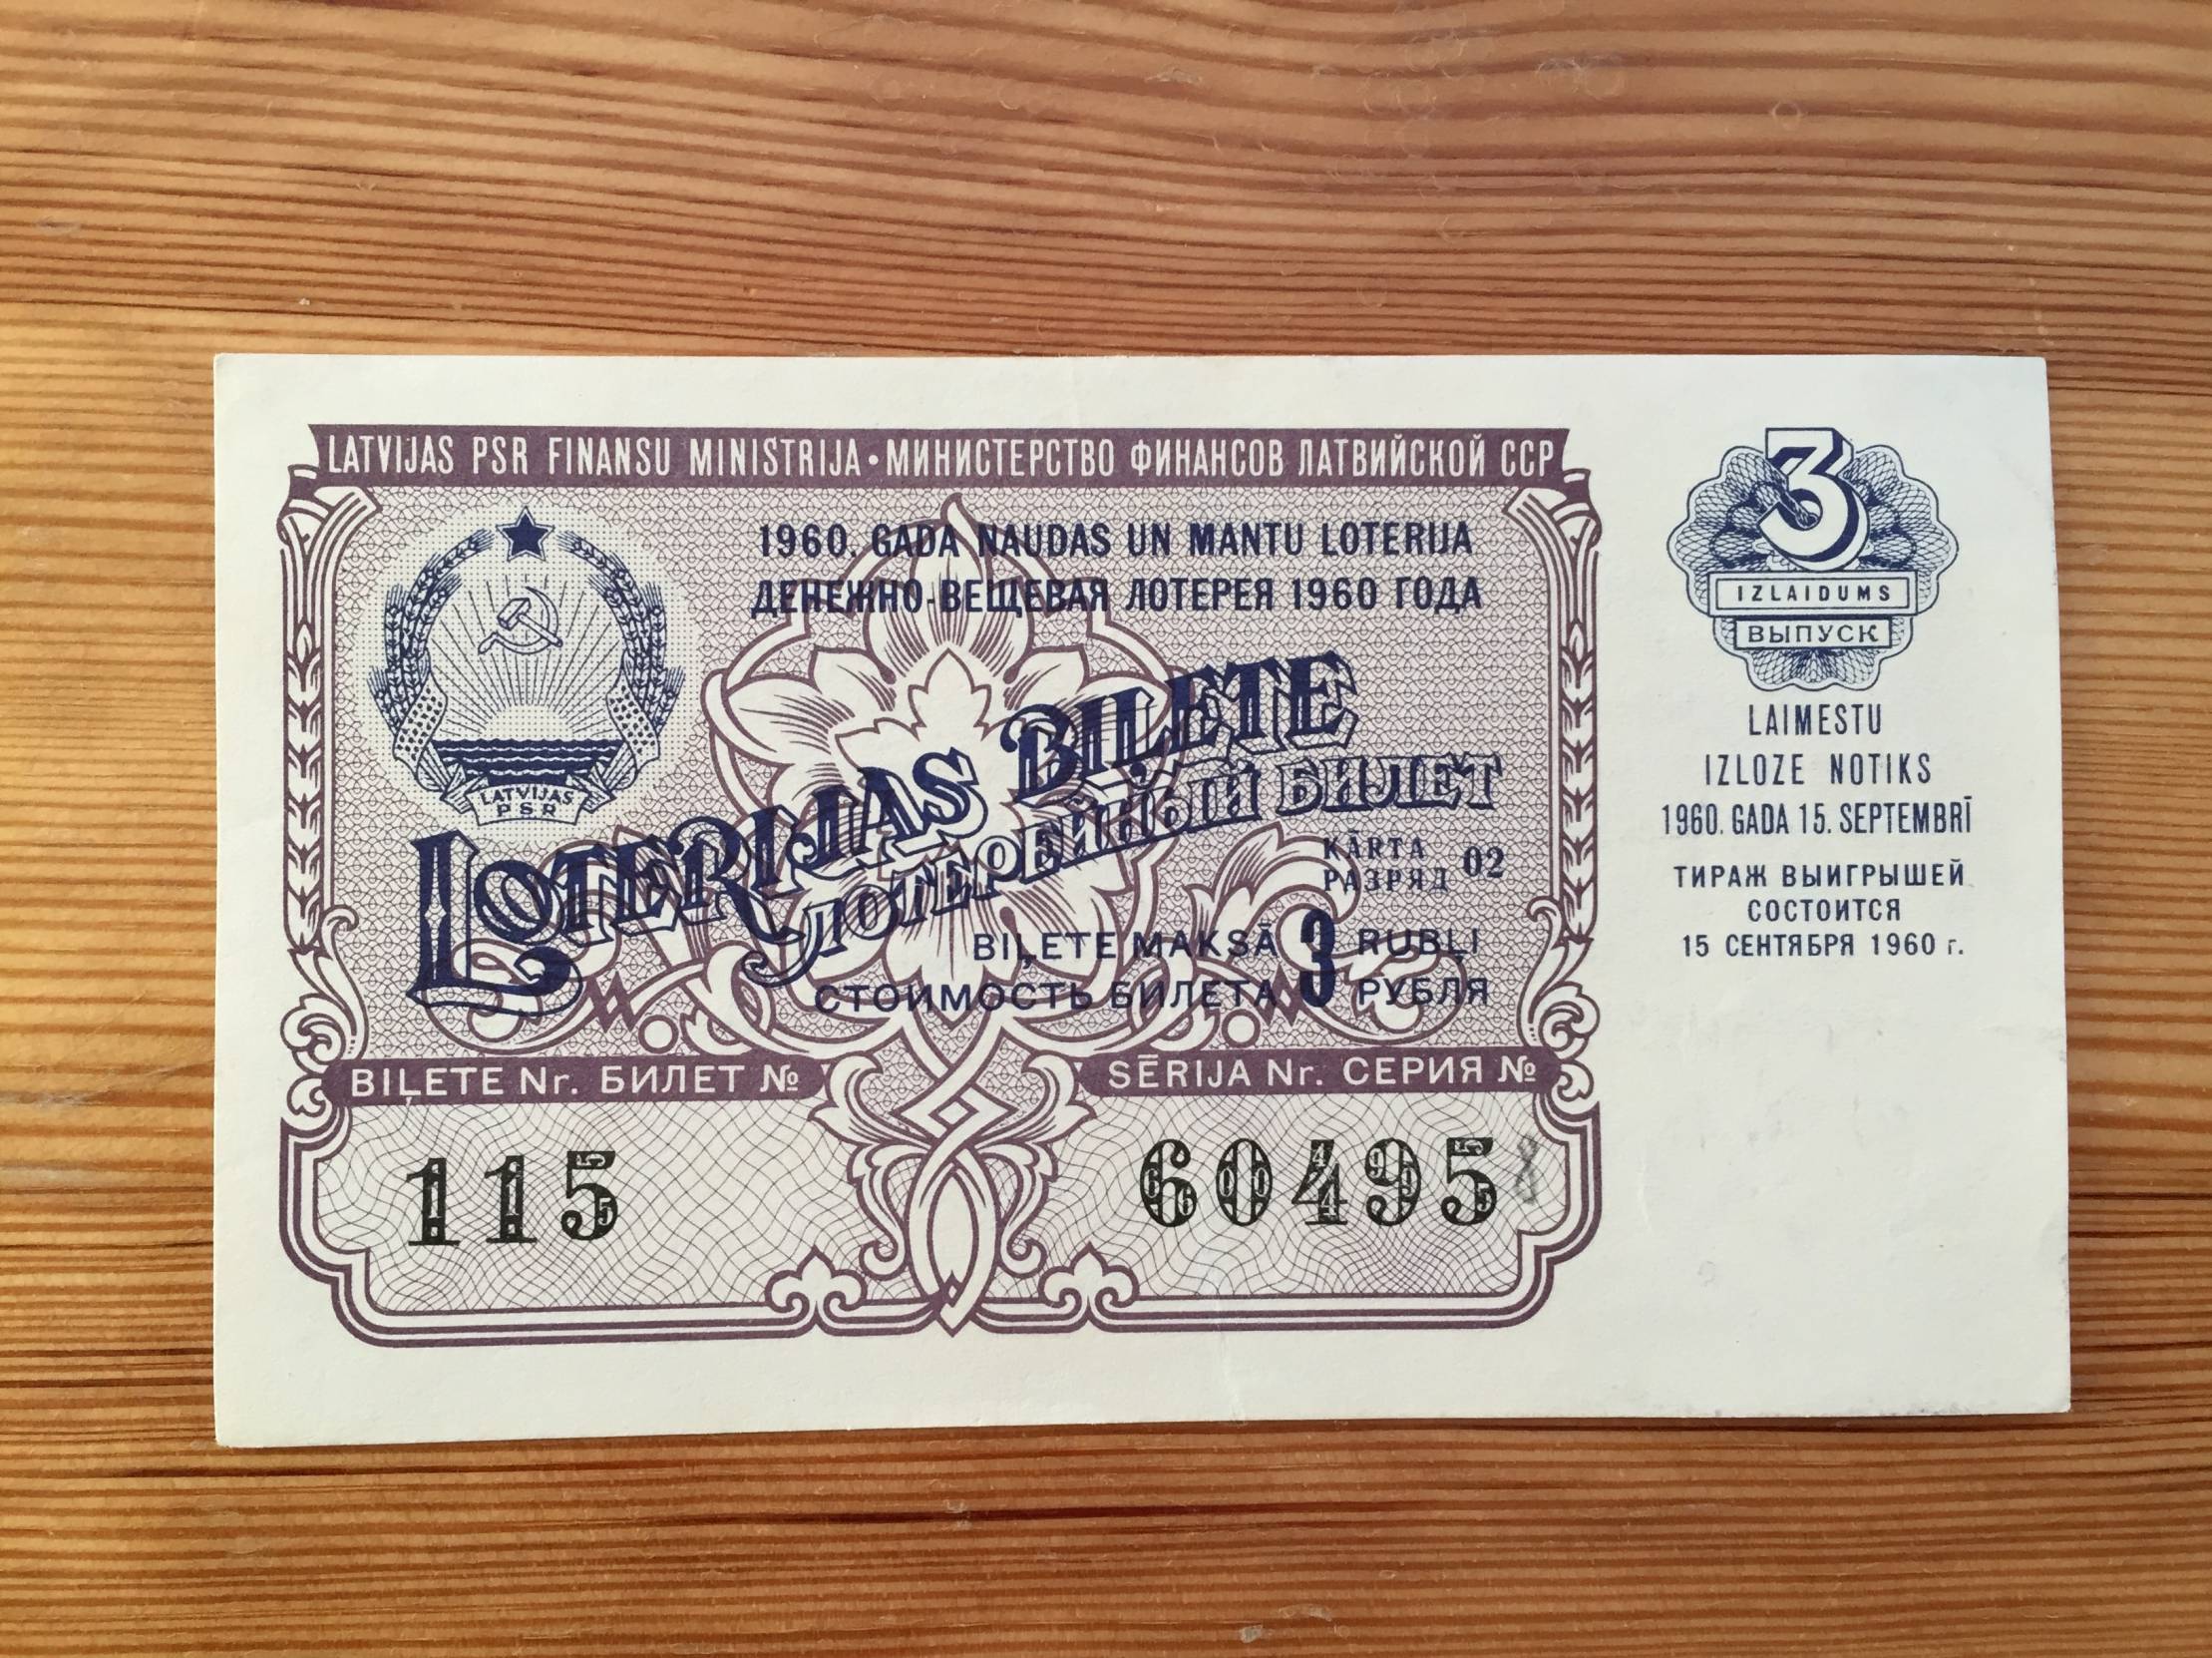 LATVIJAS PSR FINANSU MINISTRIJA • МИНИСТЕРСТВО ФИНАНСОВ ЛАТВИЙСКОЙ ССР
1960. GADA NAUDAS UN MANTU LOTERIJA
ДЕНЕЖНО-ВЕЩЕВАЯ ЛОТЕРЕЯ 1960 ГОДА
LATVIJAS
PSR
LOTERIJAS BIĻETE
ЛОТЕРЕЙНЫЙ БИЛЕТ
KĀRTA
РАЗРЯД 02
BIĻETE MAKSĀ 3 RUBĻI
СТОИМОСТЬ БИЛЕТА 3 РУБЛЯ
BIĻETE Nr. БИЛЕТ №
SĒRIJA Nr. СЕРИЯ №
115
60495
3
IZLAIDUMS
ВЫПУСК
LAIMESTU
IZLOZE NOTIKS
1960. GADA 15. SEPTEMBRĪ
ТИРАЖ ВЫИГРЫШЕЙ
СОСТОИТСЯ
15 СЕНТЯБРЯ 1960 г.